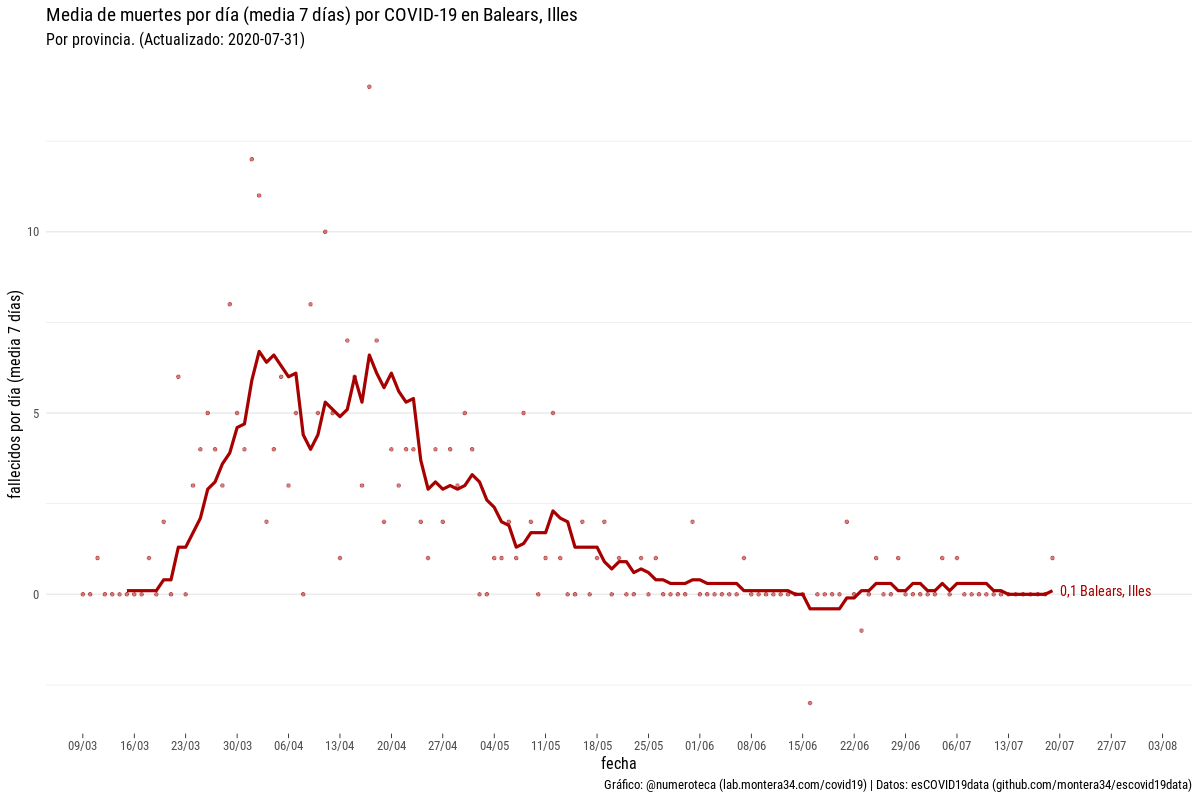 Media de muertes por día (media 7 días) por COVID-19 en Balears, Illes
Por provincia. (Actualizado: 2020-07-31)
fallecidos por día (media 7 días)
10
5
0
0,1 Balears, Illes
09/03 16/03 23/03 30/03 06/04 13/04 20/04 27/04 04/05 11/05 18/05 25/05 01/06 08/06 15/06 22/06 29/06 06/07 13/07 20/07 27/07 03/08
fecha
Gráfico: @numeroteca (lab.montera34.com/covid19) | Datos: esCOVID19data (github.com/montera34/escovid19data)